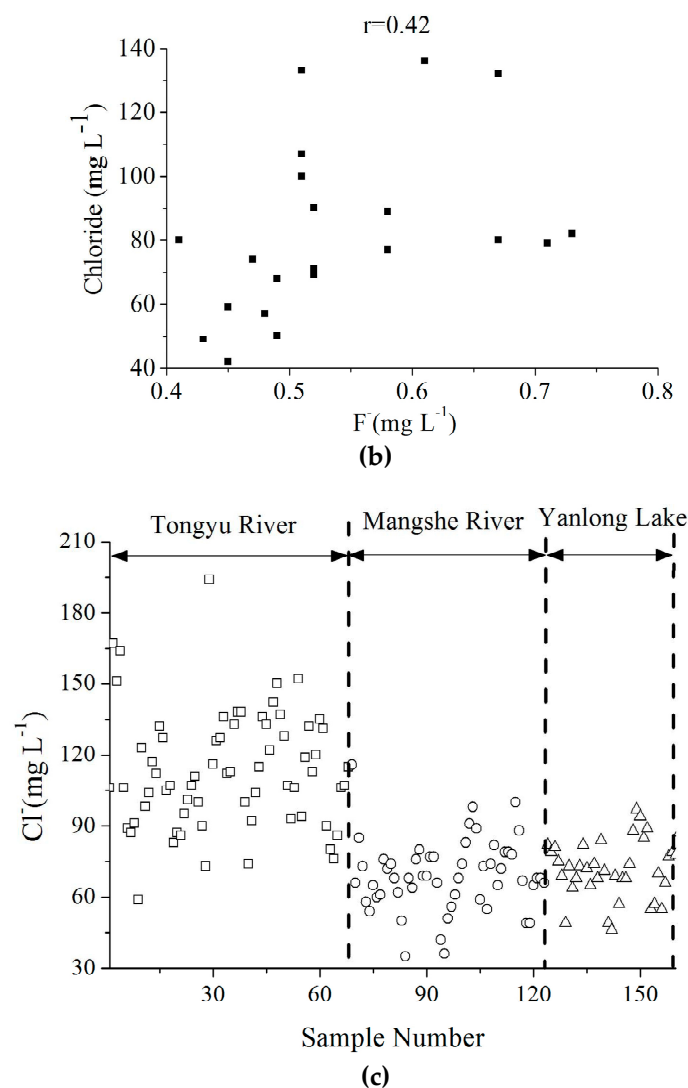 r=0.42
140
120
100
80
60
40
Chloride (mg L⁻¹)
0.4 0.5 0.6 0.7 0.8
F⁻(mg L⁻¹)
(b)
Tongyu River Mangshe River Yanlong Lake
210
180
150
120
90
60
30
Cl⁻(mg L⁻¹)
30 60 90 120 150
Sample Number
(c)